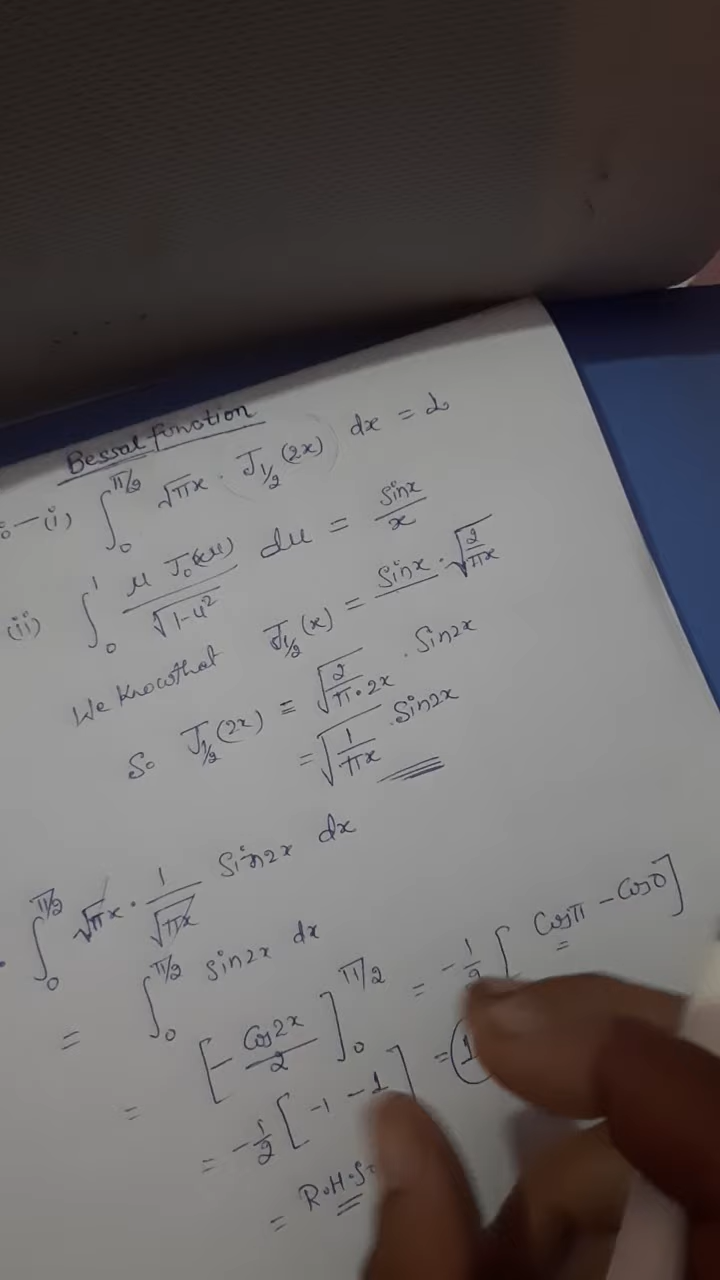 Bessal function
(i) ∫₀^{π/2} √πx · J_{1/2}(2x) dx =
(ii) ∫₀¹ u J₀(xu) / √1-u² du = sinx / x
We Know that J_{1/2}(x) = sinx · √2/πx
So J_{1/2}(2x) = √2/π·2x · Sin2x
= √1/πx · Sin2x
∫₀^{π/2} √πx · 1/√πx Sin2x dx
= ∫₀^{π/2} sin2x dx
= [- Cos2x / 2]₀^{π/2} = -1/2 [Cosπ - Cos0]
= -1/2 [-1 -1] = 1
= R.H.S